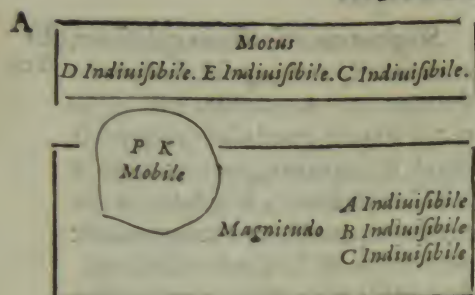 A
Motus
D Indiuiſibile. E Indiuiſibile. C Indiuiſibile.
P K
Mobile
A Indiuiſibile
Magnitudo B Indiuiſibile
C Indiuiſibile